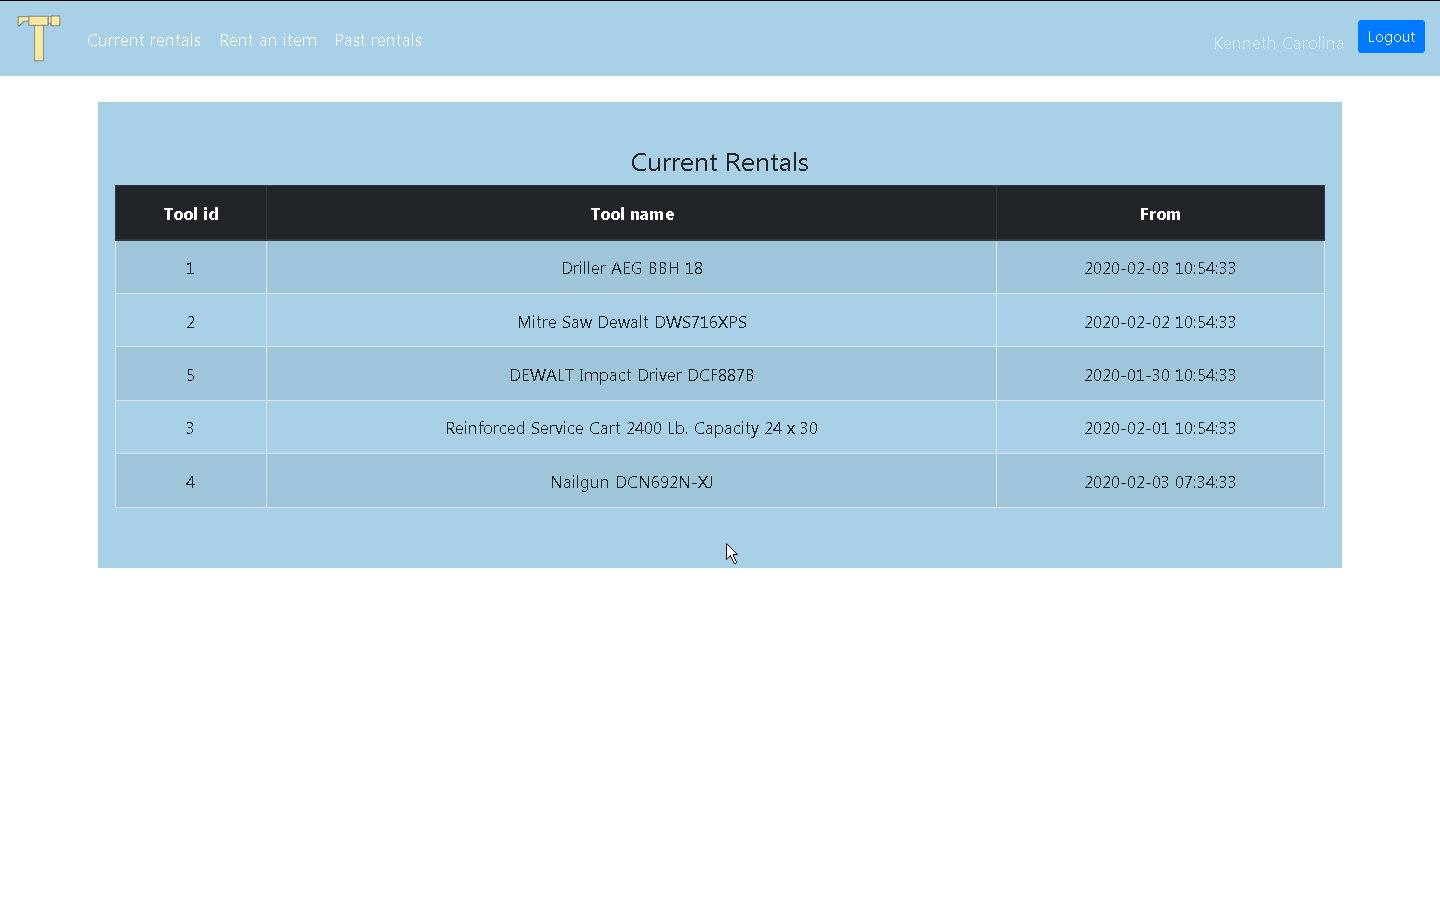 Current rentals Rent an item Past rentals Kenneth Carolina Logout
Current Rentals
Tool id Tool name From
1 Driller AEG BBH 18 2020-02-03 10:54:33
2 Mitre Saw Dewalt DWS716XPS 2020-02-02 10:54:33
5 DEWALT Impact Driver DCF887B 2020-01-30 10:54:33
3 Reinforced Service Cart 2400 Lb. Capacity 24 x 30 2020-02-01 10:54:33
4 Nailgun DCN692N-XJ 2020-02-03 07:34:33